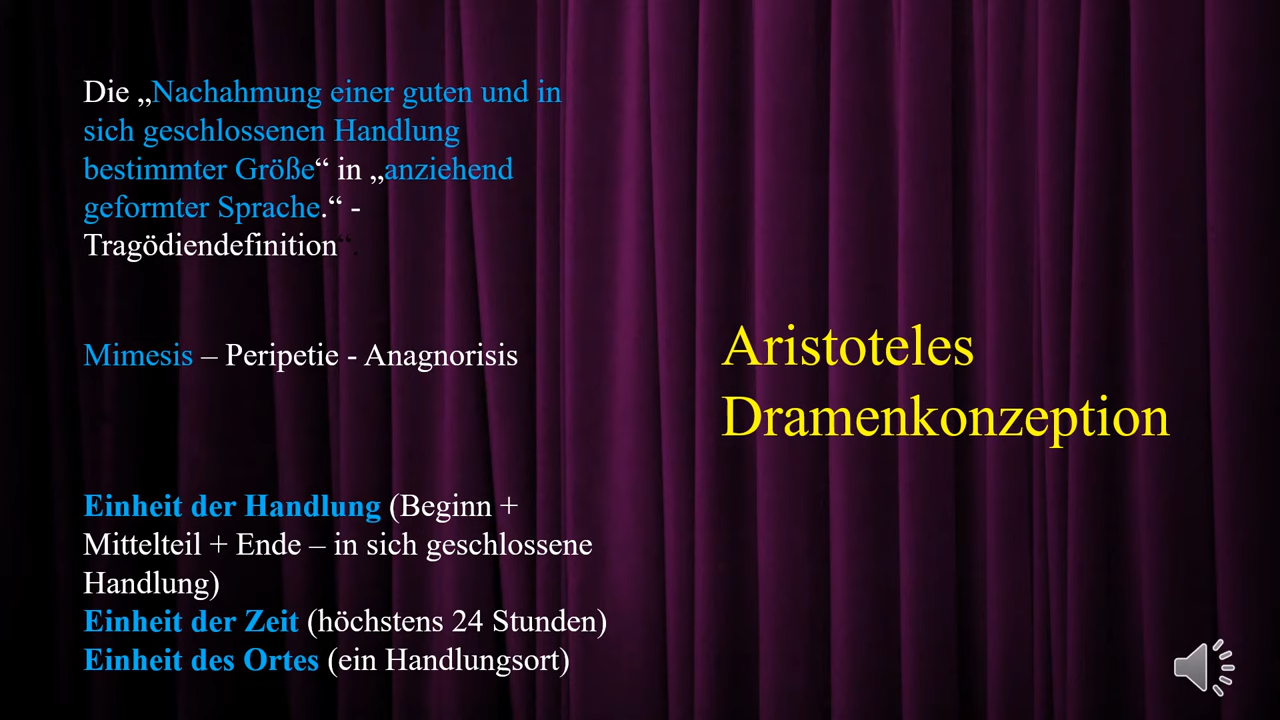 Die „Nachahmung einer guten und in
sich geschlossenen Handlung
bestimmter Größe“ in „anziehend
geformter Sprache.“ -
Tragödiendefinition“.
Mimesis – Peripetie - Anagnorisis
Einheit der Handlung (Beginn +
Mittelteil + Ende – in sich geschlossene
Handlung)
Einheit der Zeit (höchstens 24 Stunden)
Einheit des Ortes (ein Handlungsort)
Aristoteles
Dramenkonzeption